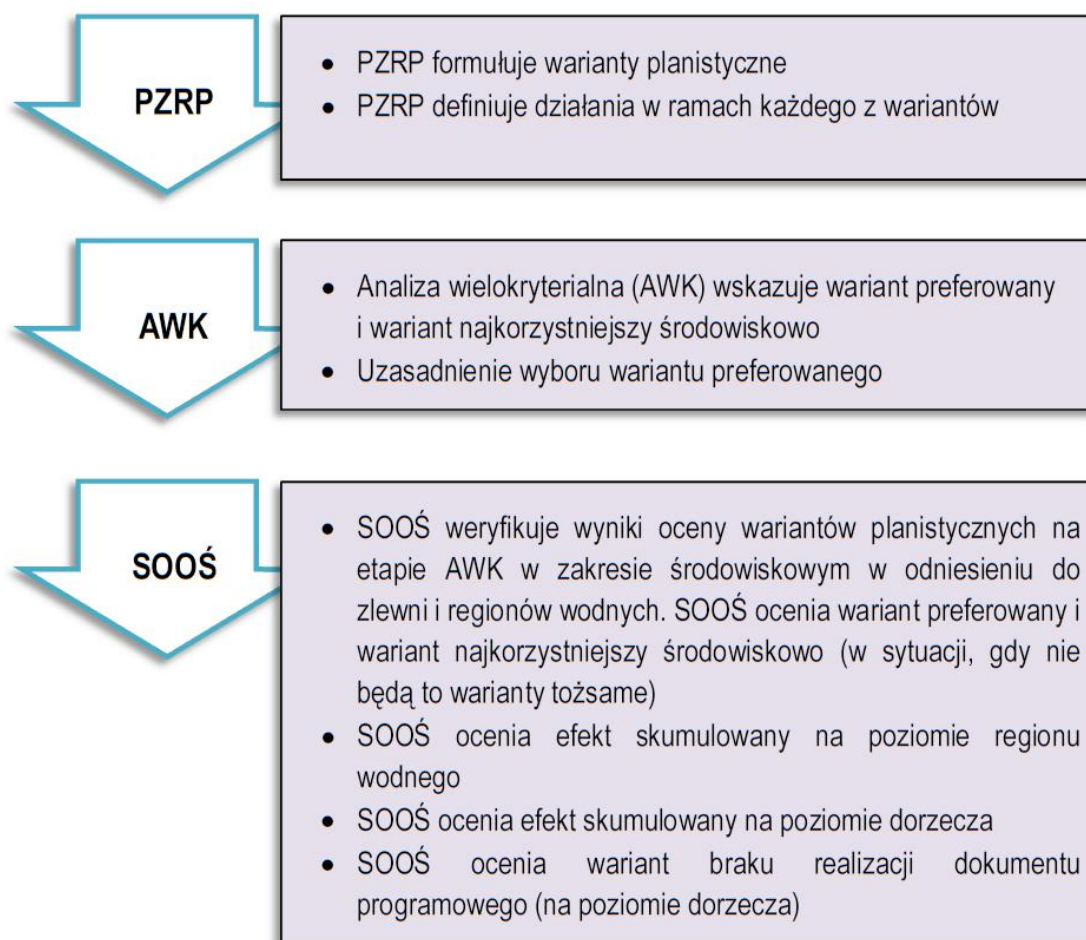 PZRP
• PZRP formułuje warianty planistyczne
• PZRP definiuje działania w ramach każdego z wariantów
AWK
• Analiza wielokryterialna (AWK) wskazuje wariant preferowany
i wariant najkorzystniejszy środowiskowo
• Uzasadnienie wyboru wariantu preferowanego
SOOŚ
• SOOŚ weryfikuje wyniki oceny wariantów planistycznych na
etapie AWK w zakresie środowiskowym w odniesieniu do
zlewni i regionów wodnych. SOOŚ ocenia wariant preferowany i
wariant najkorzystniejszy środowiskowo (w sytuacji, gdy nie
będą to warianty tożsame)
• SOOŚ ocenia efekt skumulowany na poziomie regionu
wodnego
• SOOŚ ocenia efekt skumulowany na poziomie dorzecza
• SOOŚ ocenia wariant braku realizacji dokumentu
programowego (na poziomie dorzecza)